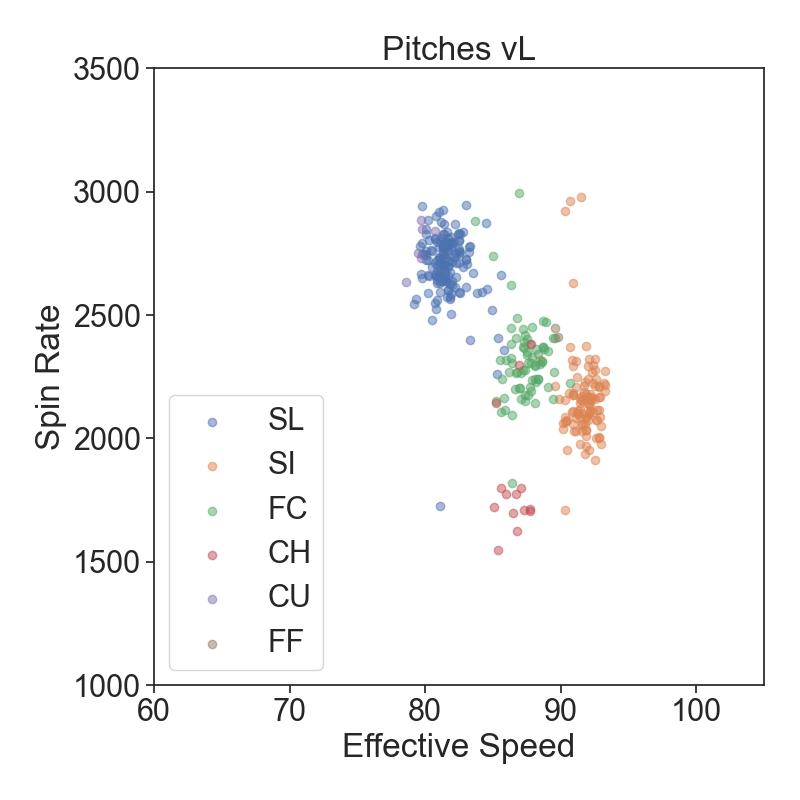 Pitches vL
3500
3000
2500
2000
1500
1000
Spin Rate
SL
SI
FC
CH
CU
FF
60 70 80 90 100
Effective Speed